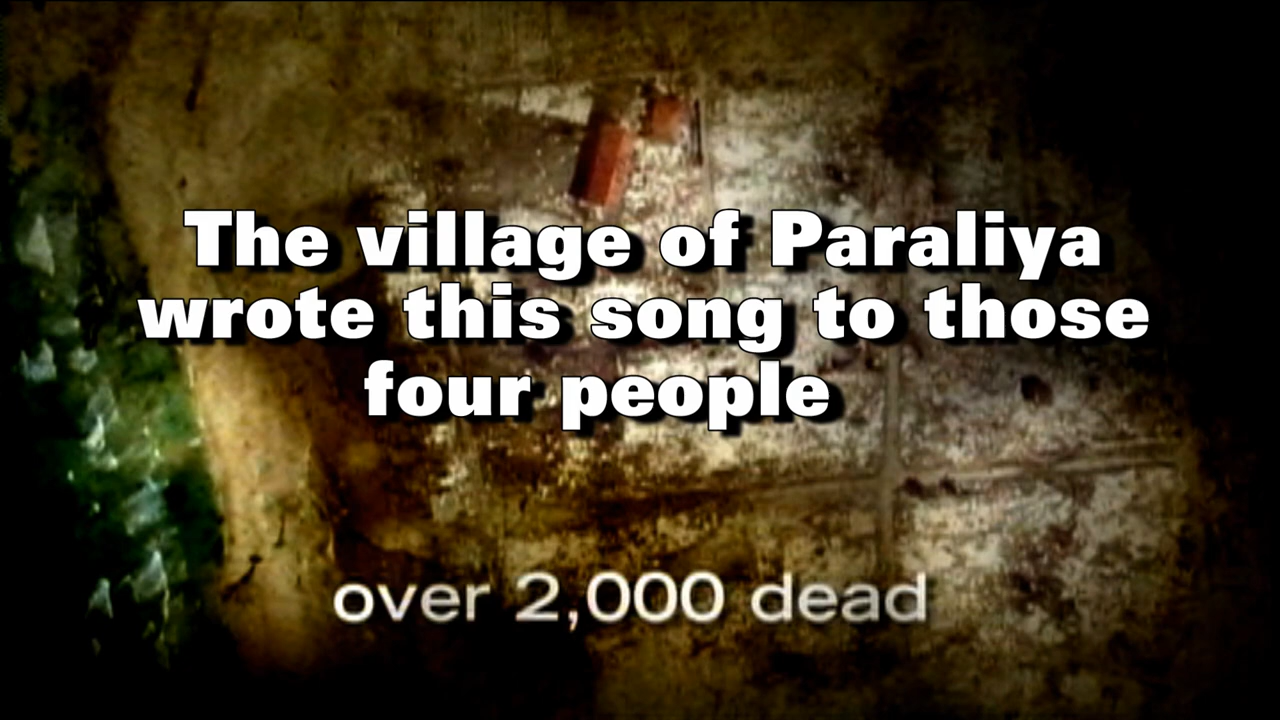 The village of Paraliya
wrote this song to those
four people
over 2,000 dead